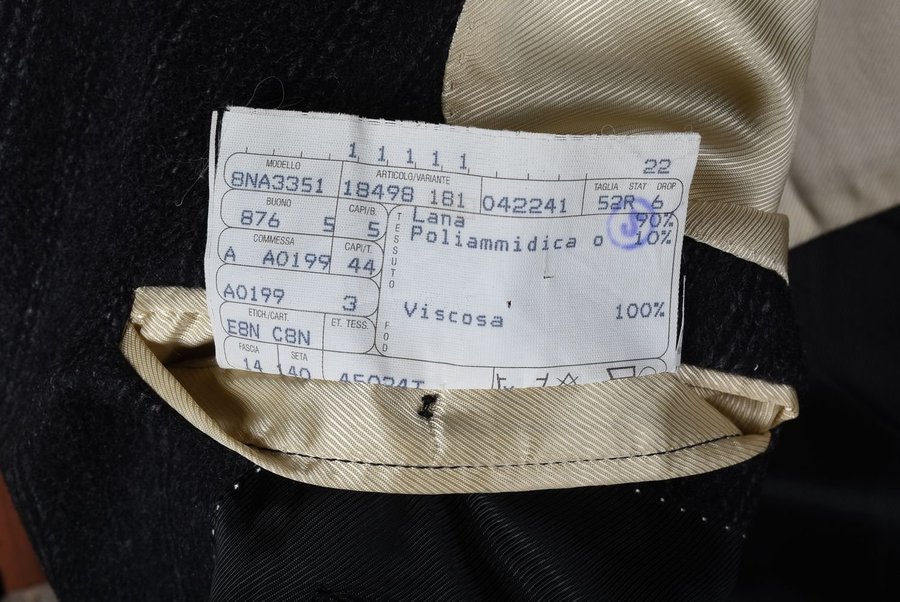 1 1 1 1 1 22
MODELLO ARTICOLO/VARIANTE TAGLIA STAT DROP
8NA3351 18498 181 042241 52R 6
BUONO CAPI/B.
876 5 5
TESSUTO
Lana 90%
Poliammidica o 10%
COMMESSA CAPI/T.
A A0199 44
A0199 3
FOD
Viscosa 100%
ETICH./CART. ET. TESS.
E8N C8N
FASCIA SETA
14 140 45024T